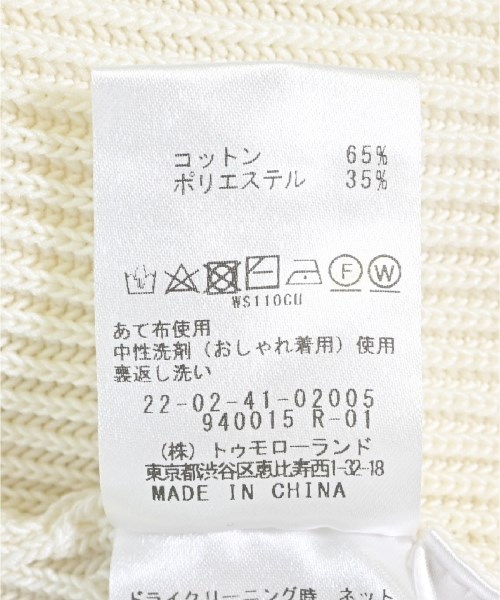 コットン 65%
ポリエステル 35%
F W
WS110CU
あて布使用
中性洗剤（おしゃれ着用）使用
裏返し洗い
22-02-41-02005
940015 R-01
（株）トゥモローランド
東京都渋谷区恵比寿西1-32-18
MADE IN CHINA
ドライクリーニング時、ネット